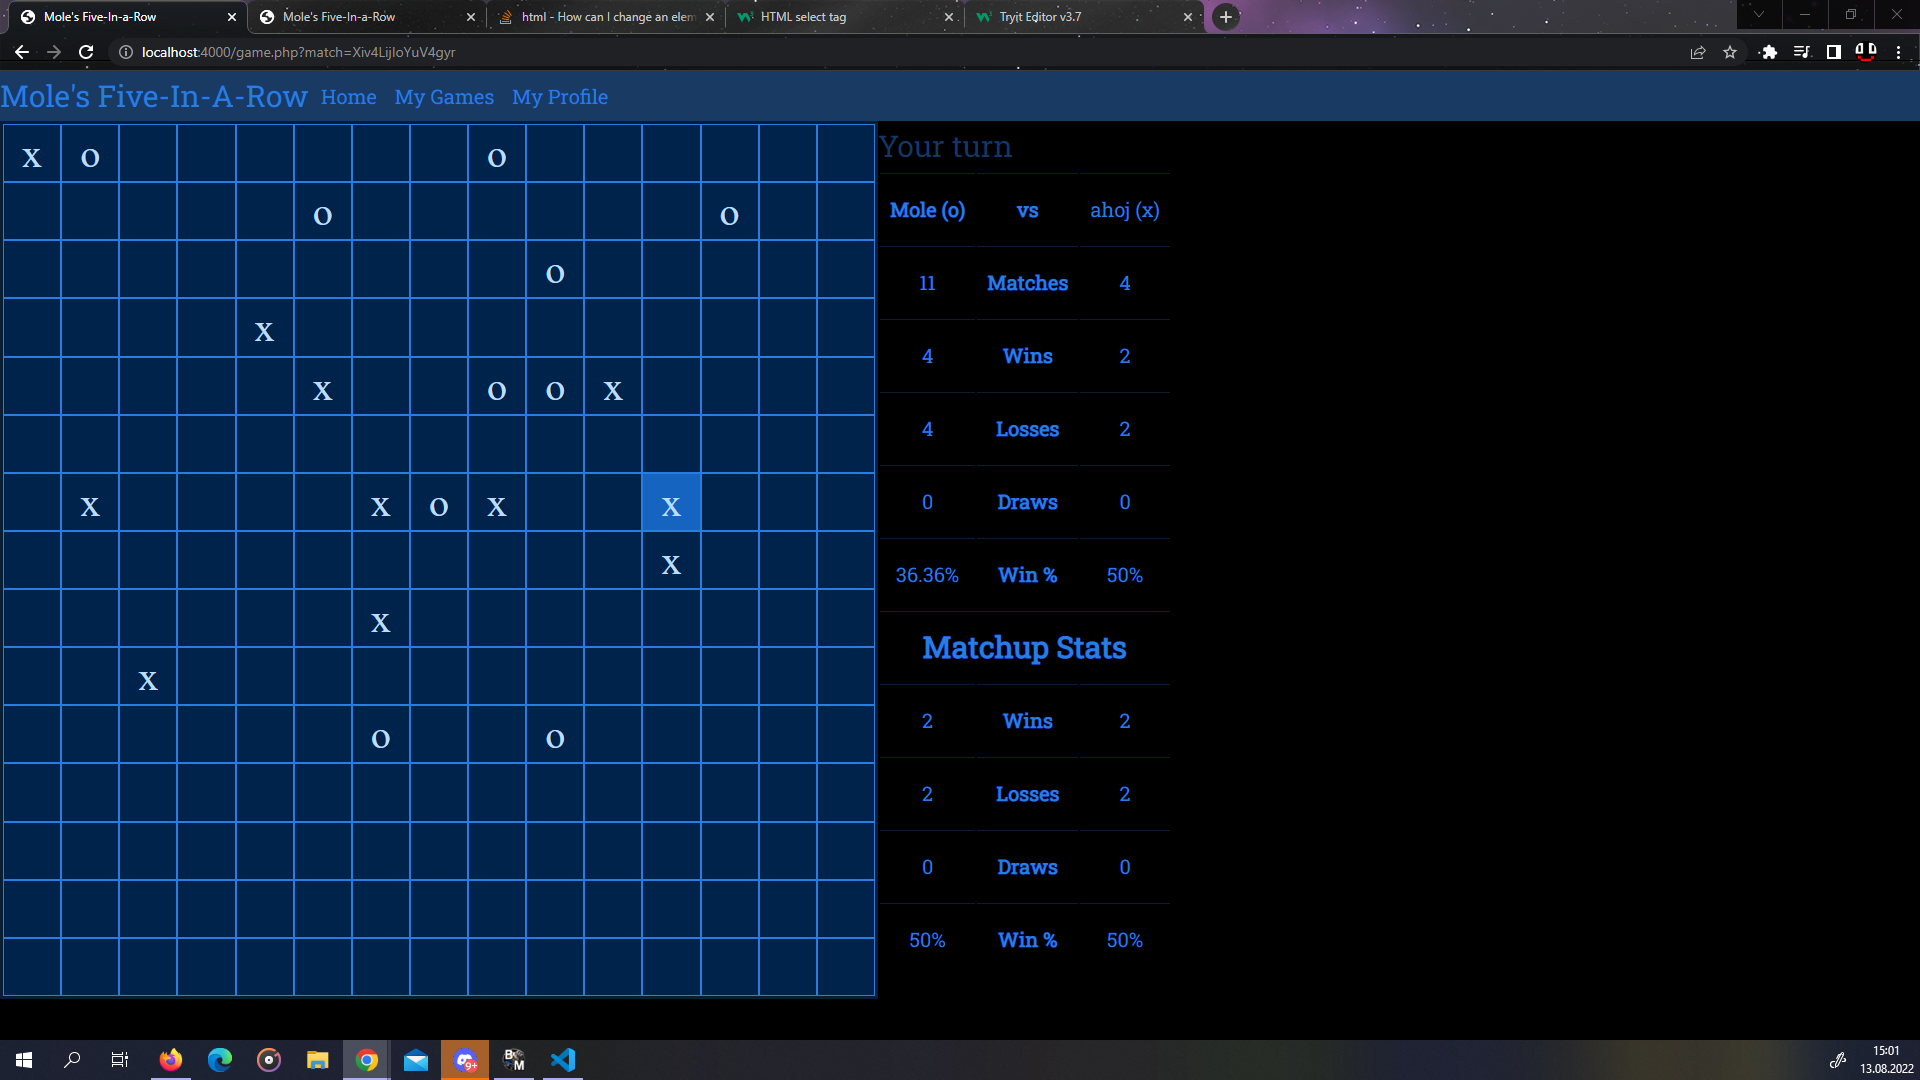 Mole's Five-In-a-Row
Mole's Five-In-a-Row
html - How can I change an elem
HTML select tag
Tryit Editor v3.7
localhost:4000/game.php?match=Xiv4LijIoYuV4gyr
Mole's Five-In-A-Row Home My Games My Profile
x o o
o o
o
x
x o o x
x x o x x
x
x
x
o o
Your turn
Mole (o) vs ahoj (x)
11 Matches 4
4 Wins 2
4 Losses 2
0 Draws 0
36.36% Win % 50%
Matchup Stats
2 Wins 2
2 Losses 2
0 Draws 0
50% Win % 50%
9+
15:01
13.08.2022